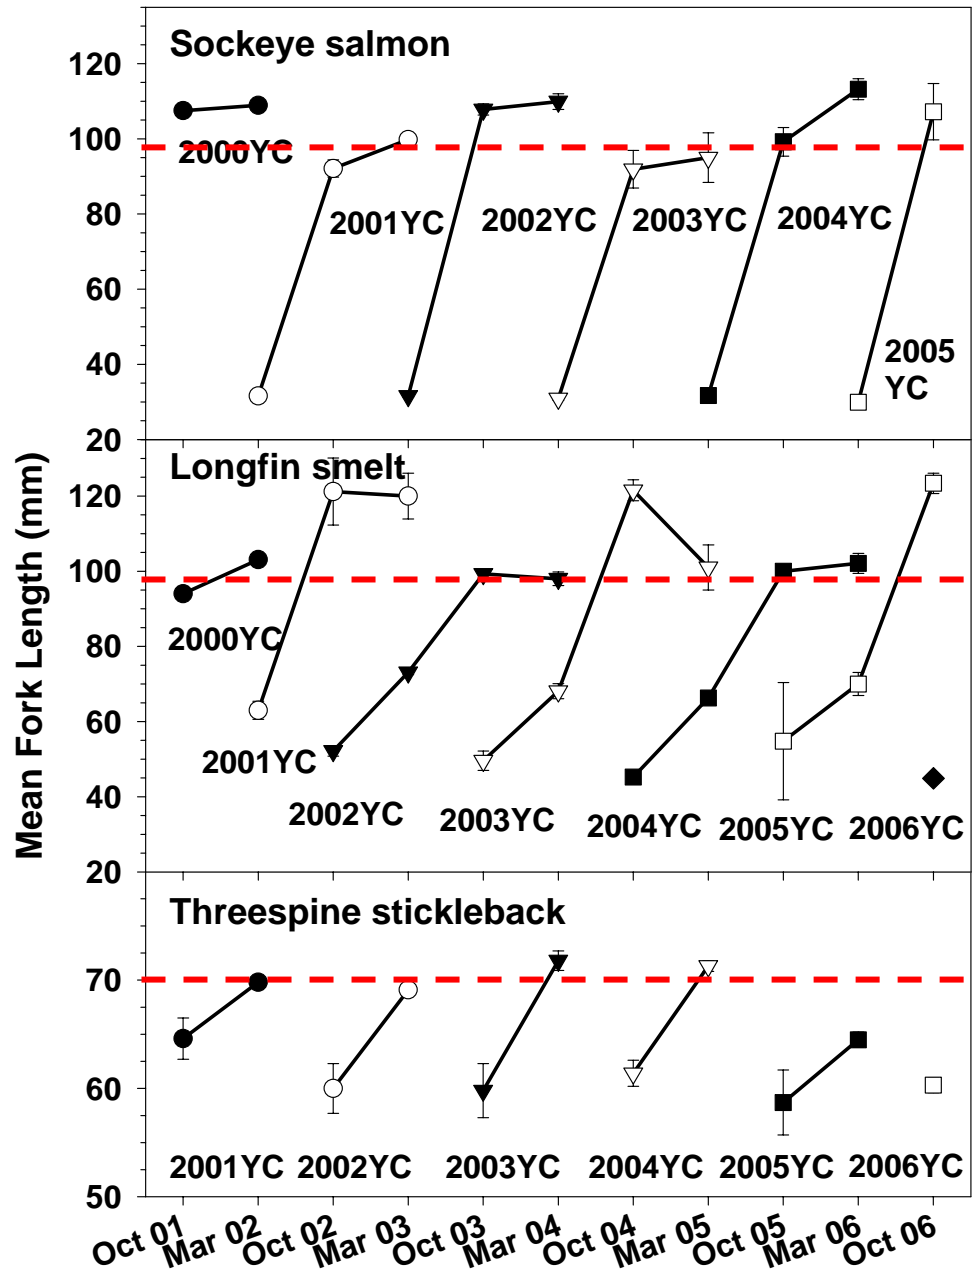 Sockeye salmon
120
100
80
60
40
20
2000YC
2001YC
2002YC
2003YC
2004YC
2005
YC
Mean Fork Length (mm)
Longfin smelt
120
100
80
60
40
20
2000YC
2001YC
2002YC
2003YC
2004YC
2005YC
2006YC
Threespine stickleback
70
60
50
2001YC
2002YC
2003YC
2004YC
2005YC
2006YC
Oct 01
Mar 02
Oct 02
Mar 03
Oct 03
Mar 04
Oct 04
Mar 05
Oct 05
Mar 06
Oct 06